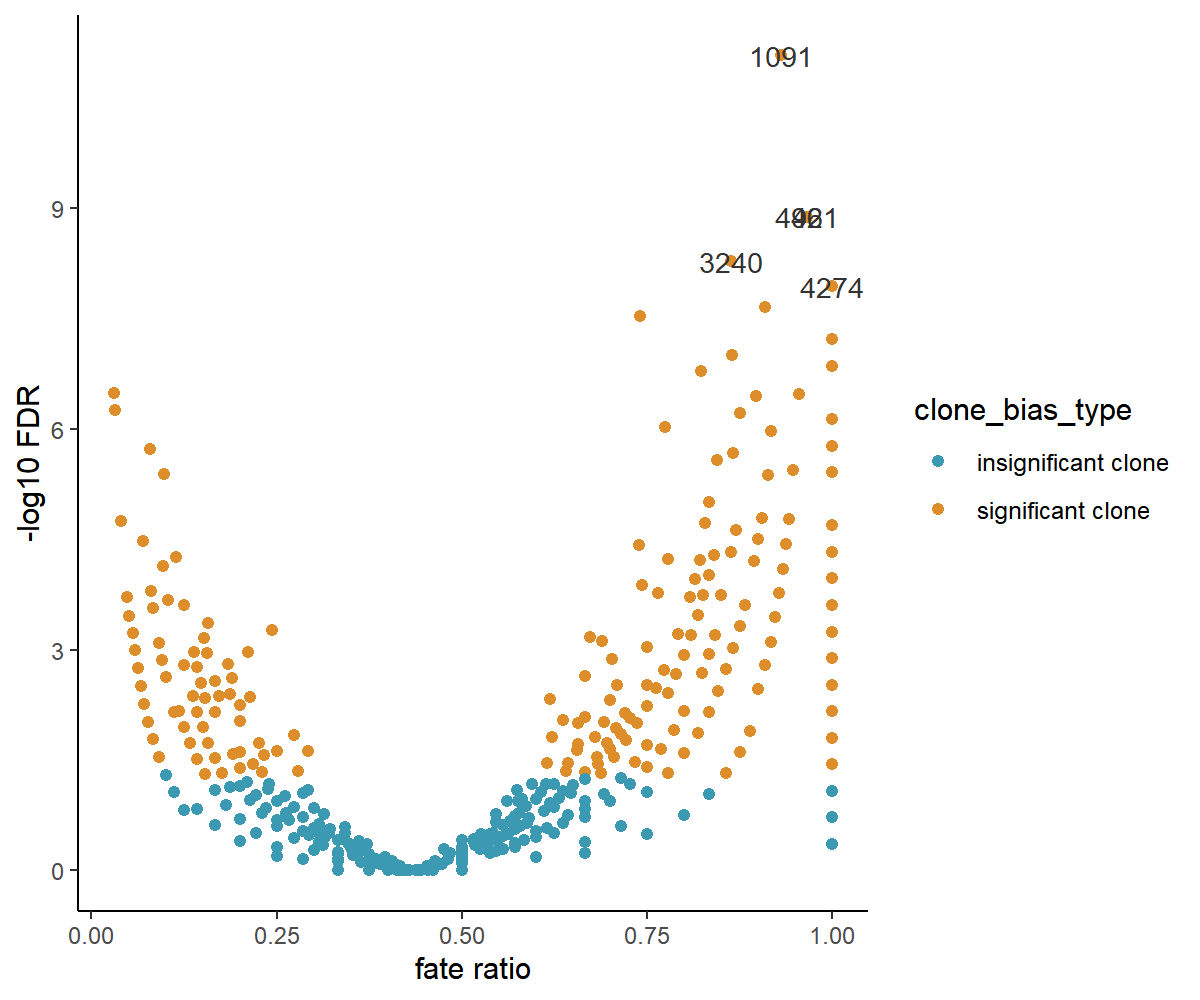 1091
9
3240
4274
6
3
0
-log10 FDR
0.00 0.25 0.50 0.75 1.00
fate ratio
clone_bias_type
insignificant clone
significant clone